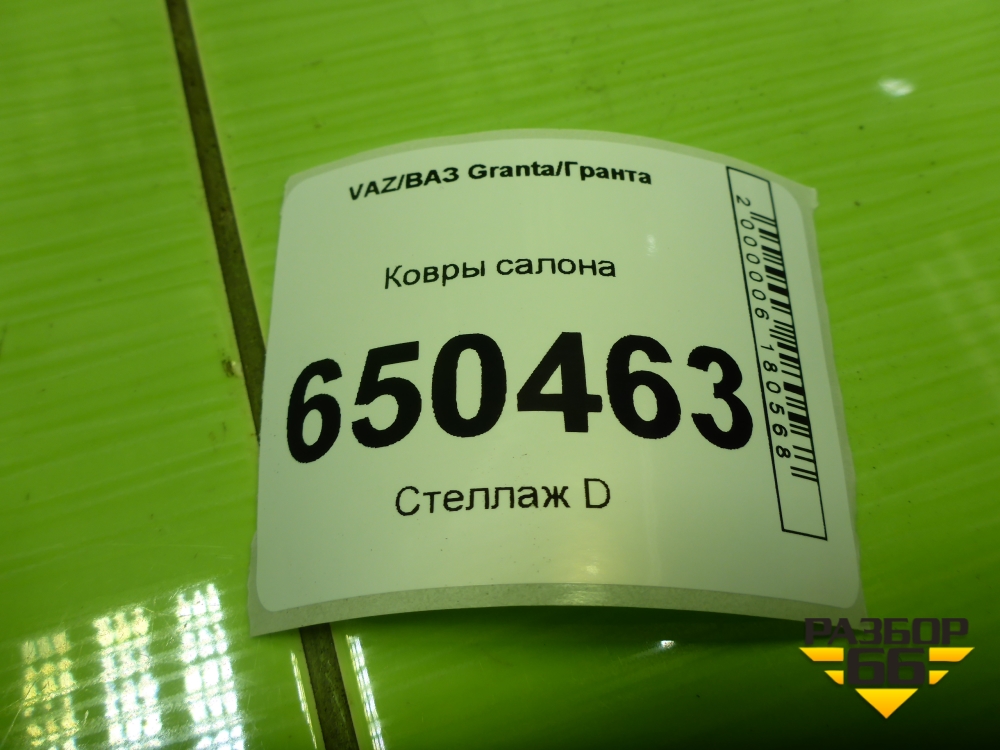 VAZ/ВАЗ Granta/Гранта
Ковры салона
650463
Стеллаж D
2000006180568
РАЗБОР
66